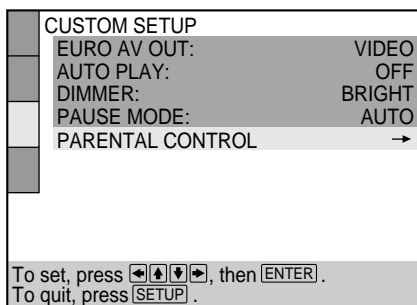 CUSTOM SETUP
EURO AV OUT: VIDEO
AUTO PLAY: OFF
DIMMER: BRIGHT
PAUSE MODE: AUTO
PARENTAL CONTROL →
To set, press ←↑↓→, then ENTER.
To quit, press SETUP.